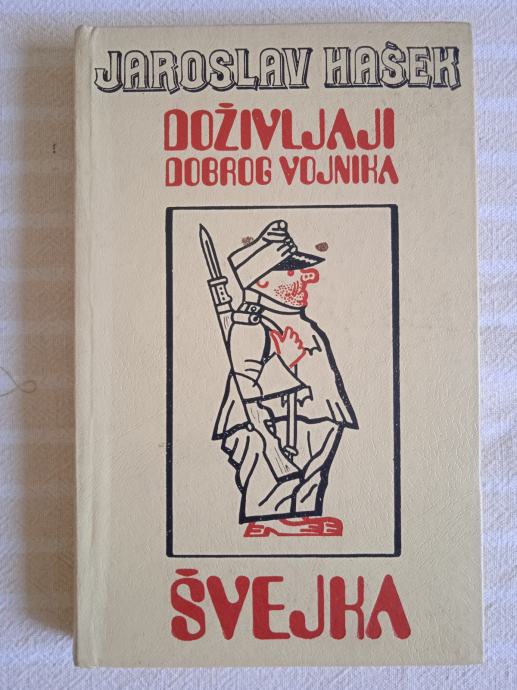 JAROSLAV HAŠEK
DOŽIVLJAJI
DOBROG VOJNIKA
ŠVEJKA